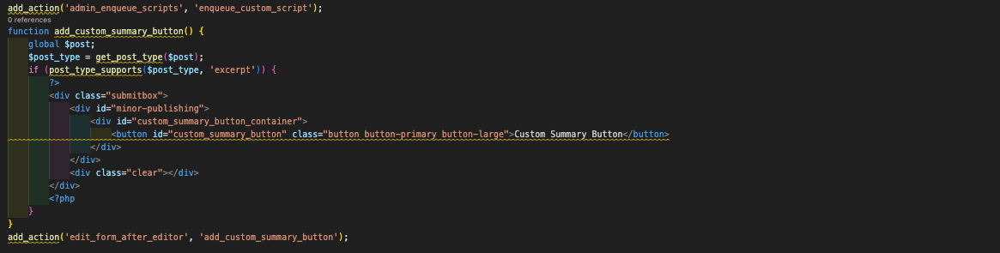 add_action('admin_enqueue_scripts', 'enqueue_custom_script');
0 references
function add_custom_summary_button() {
global $post;
$post_type = get_post_type($post);
if (post_type_supports($post_type, 'excerpt')) {
?>
<div class="submitbox">
<div id="minor-publishing">
<div id="custom_summary_button_container">
<button id="custom_summary_button" class="button button-primary button-large">Custom Summary Button</button>
</div>
</div>
<div class="clear"></div>
</div>
<?php
}
}
add_action('edit_form_after_editor', 'add_custom_summary_button');